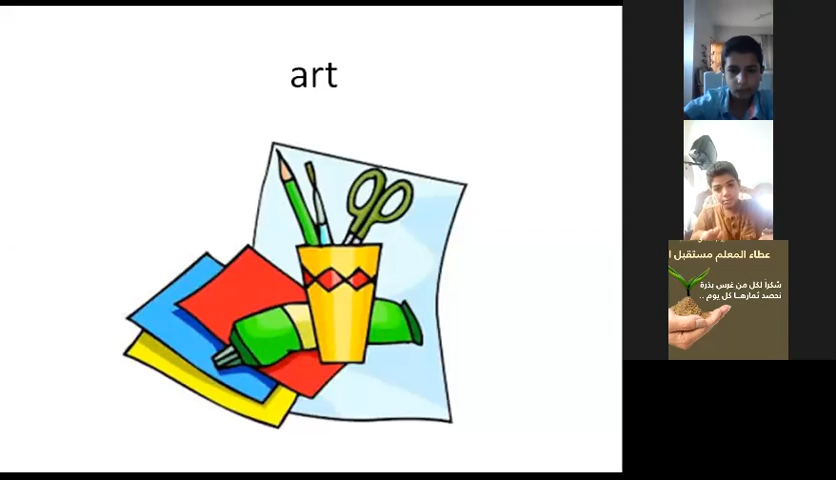 art
عطاء المعلم مستقبل
شكراً لكل من غرس بذرة
نحصد ثمارها كل يوم ..